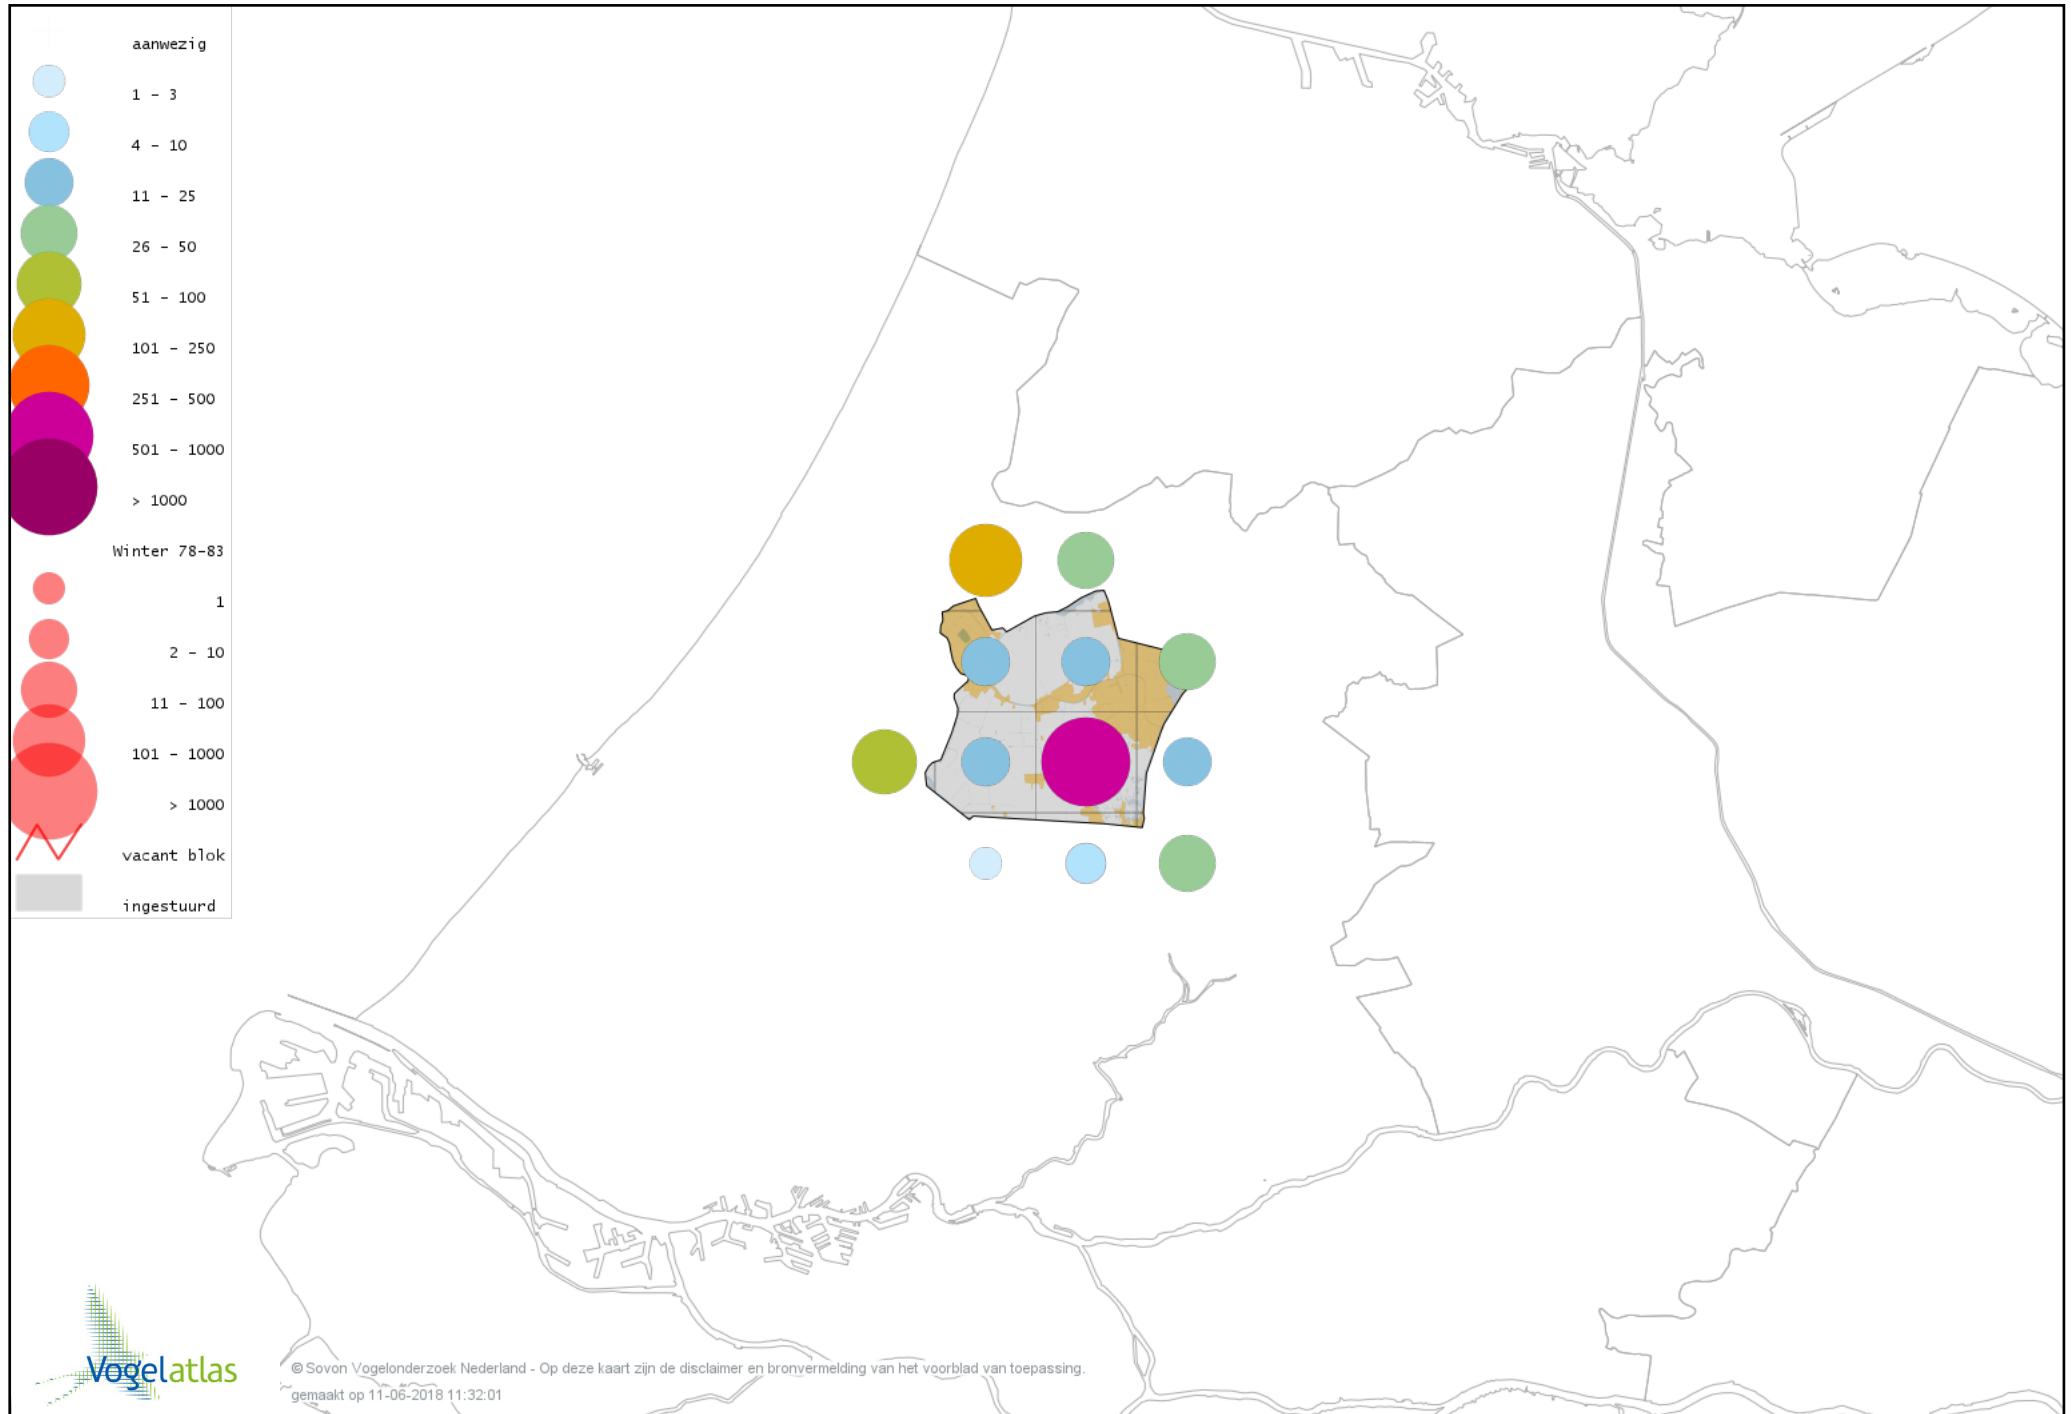 aanwezig
1 - 3
4 - 10
11 - 25
26 - 50
51 - 100
101 - 250
251 - 500
501 - 1000
> 1000
Winter 78-83
1
2 - 10
11 - 100
101 - 1000
> 1000
vacant blok
ingestuurd
Vogelatlas
© Sovon Vogelonderzoek Nederland - Op deze kaart zijn de disclaimer en bronvermelding van het voorblad van toepassing.
gemaakt op 11-06-2018 11:32:01